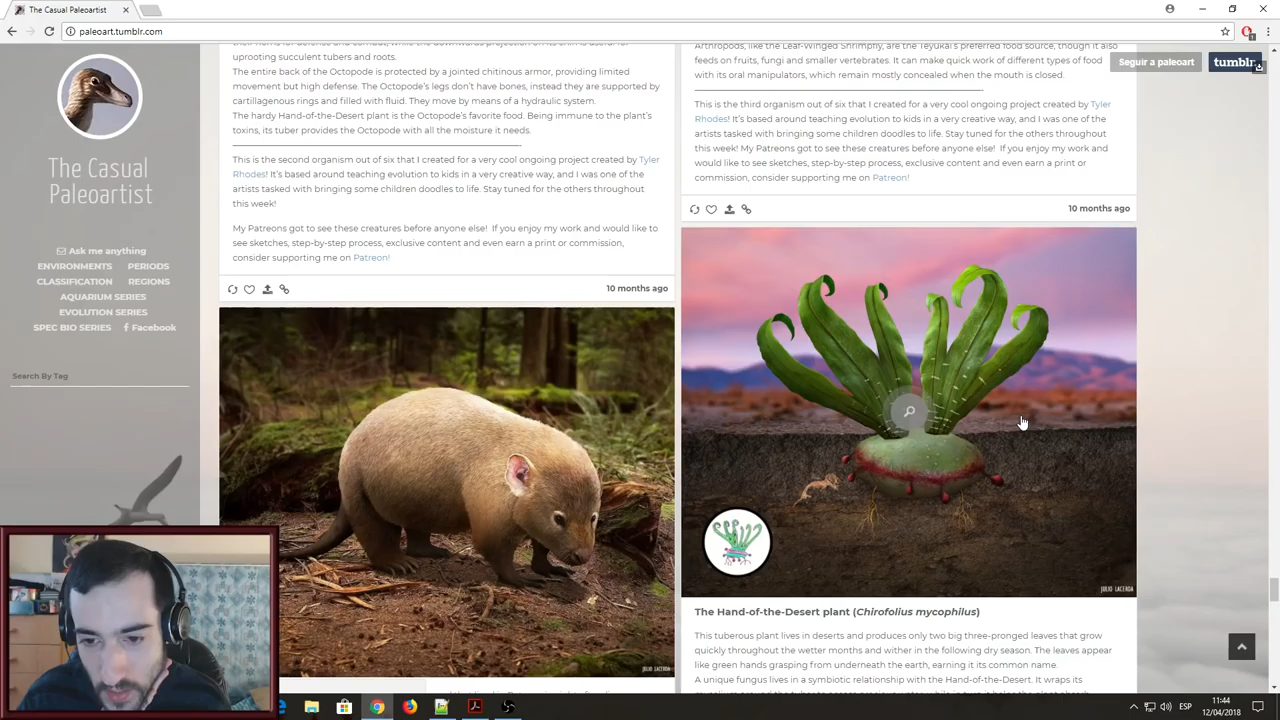 The Casual Paleoartist
paleoart.tumblr.com
The Casual
Paleoartist
Ask me anything
ENVIRONMENTS PERIODS
CLASSIFICATION REGIONS
AQUARIUM SERIES
EVOLUTION SERIES
SPEC BIO SERIES Facebook
Search By Tag
uprooting succulent tubers and roots.
The entire back of the Octopode is protected by a jointed chitinous armor, providing limited
movement but high defense. The Octopode's legs don't have bones, instead they are supported by
cartilagenous rings and filled with fluid. They move by means of a hydraulic system.
The hardy Hand-of-the-Desert plant is the Octopode's favorite food. Being immune to the plant's
toxins, its tuber provides the Octopode with all the moisture it needs.
This is the second organism out of six that I created for a very cool ongoing project created by Tyler
Rhodes! It's based around teaching evolution to kids in a very creative way, and I was one of the
artists tasked with bringing some children doodles to life. Stay tuned for the others throughout
this week!
My Patreons got to see these creatures before anyone else! If you enjoy my work and would like to
see sketches, step-by-step process, exclusive content and even earn a print or commission,
consider supporting me on Patreon!
10 months ago
JULIO LACERDA
Arthropods, like the Leaf-Winged Shrimpfly, are the Teyukai's preferred food source, though it also
feeds on fruits, fungi and smaller vertebrates. It can make quick work of different types of food
with its oral manipulators, which remain mostly concealed when the mouth is closed.
Seguir a paleoart
tumblr.
This is the third organism out of six that I created for a very cool ongoing project created by Tyler
Rhodes! It's based around teaching evolution to kids in a very creative way, and I was one of the
artists tasked with bringing some children doodles to life. Stay tuned for the others throughout
this week! My Patreons got to see these creatures before anyone else! If you enjoy my work and
would like to see sketches, step-by-step process, exclusive content and even earn a print or
commission, consider supporting me on Patreon!
10 months ago
JULIO LACERDA
The Hand-of-the-Desert plant (Chirofolius mycophilus)
This tuberous plant lives in deserts and produces only two big three-pronged leaves that grow
quickly throughout the wetter months and wither in the following dry season. The leaves appear
like green hands grasping from underneath the earth, earning it its common name.
A unique fungus lives in a symbiotic relationship with the Hand-of-the-Desert. It wraps its
ESP
11:44
12/04/2018